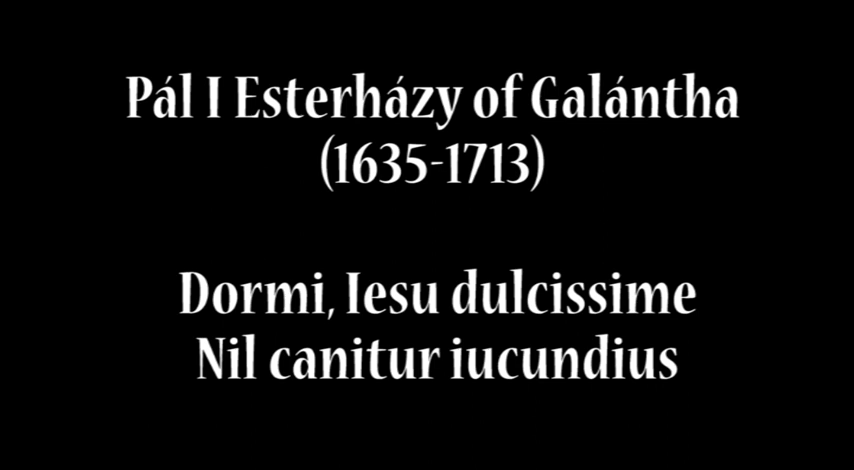 Pál I Esterházy of Galántha
(1635-1713)
Dormi, Iesu dulcissime
Nil canitur iucundius